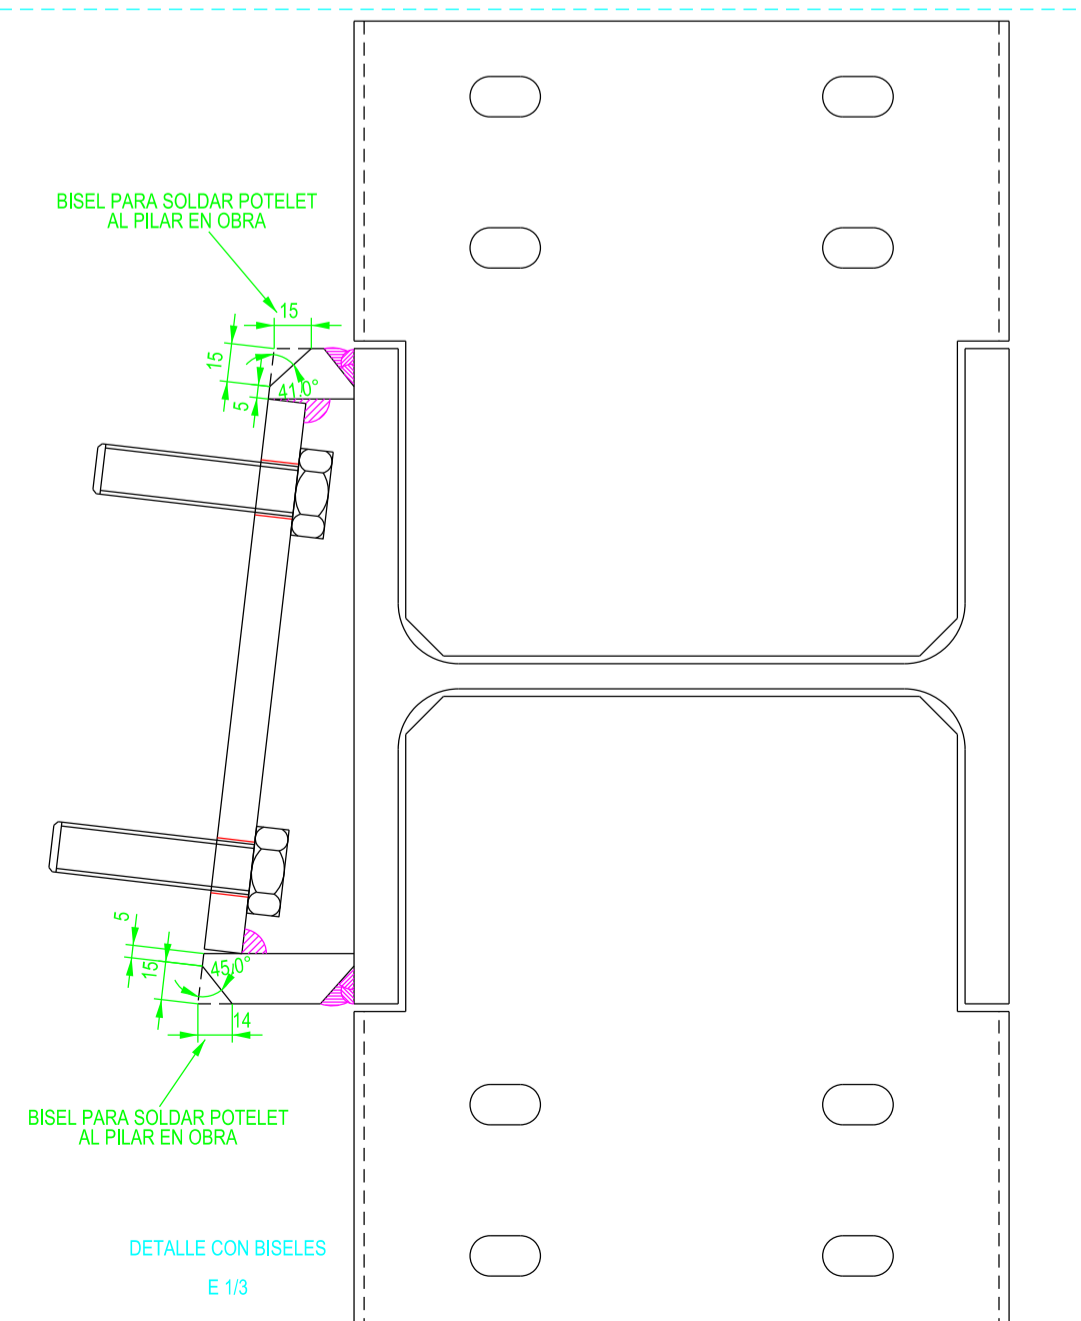 BISEL PARA SOLDAR POTELET
AL PILAR EN OBRA
15
15
41.0°
5
5
15
45.0°
14
BISEL PARA SOLDAR POTELET
AL PILAR EN OBRA
DETALLE CON BISELES
E 1/3